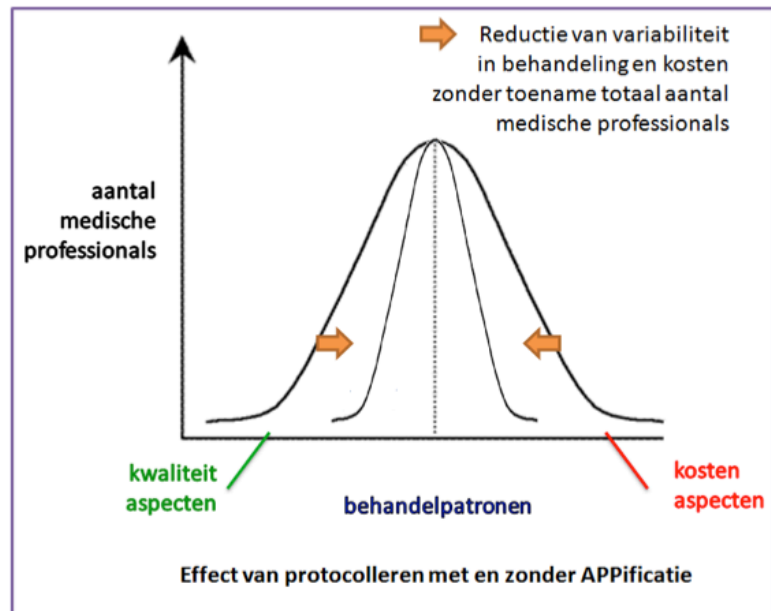 Reductie van variabiliteit
in behandeling en kosten
zonder toename totaal aantal
medische professionals
aantal
medische
professionals
kwaliteit
aspecten
behandelpatronen
kosten
aspecten
Effect van protocolleren met en zonder APPificatie